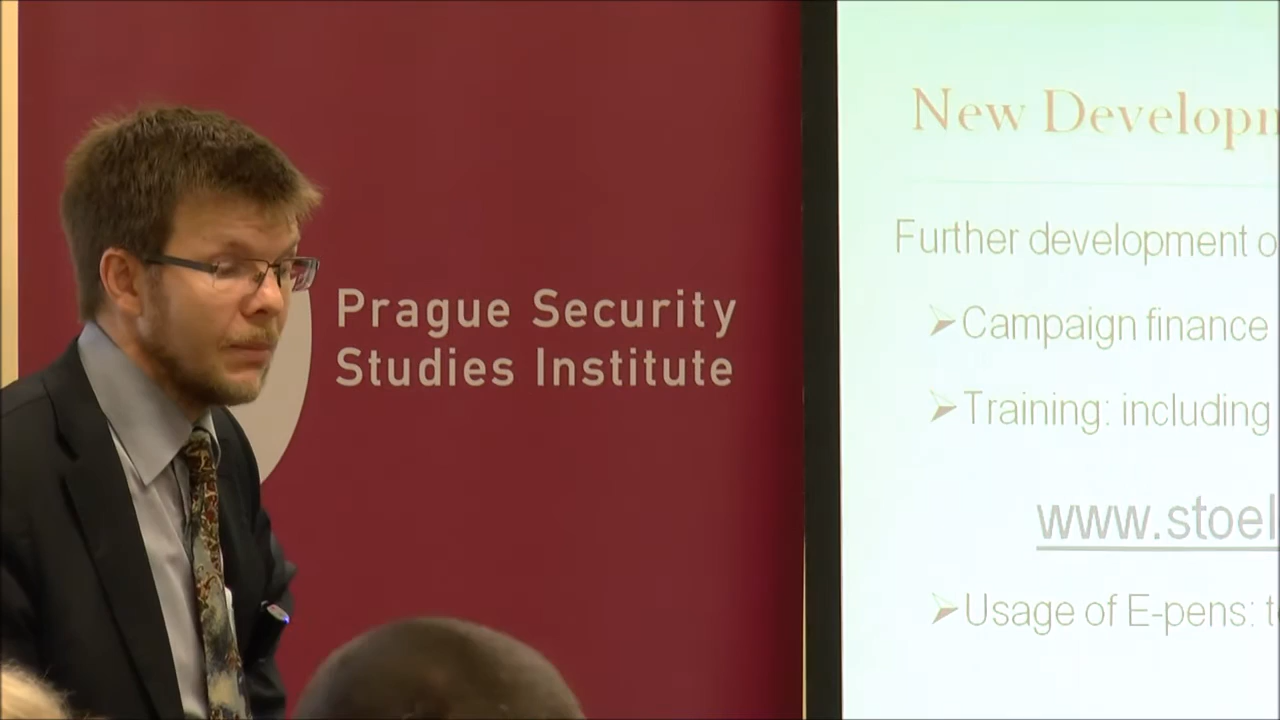 Prague Security
Studies Institute
New Develop
Further development o
Campaign finance
Training: including
www.stoel
Usage of E-pens: t